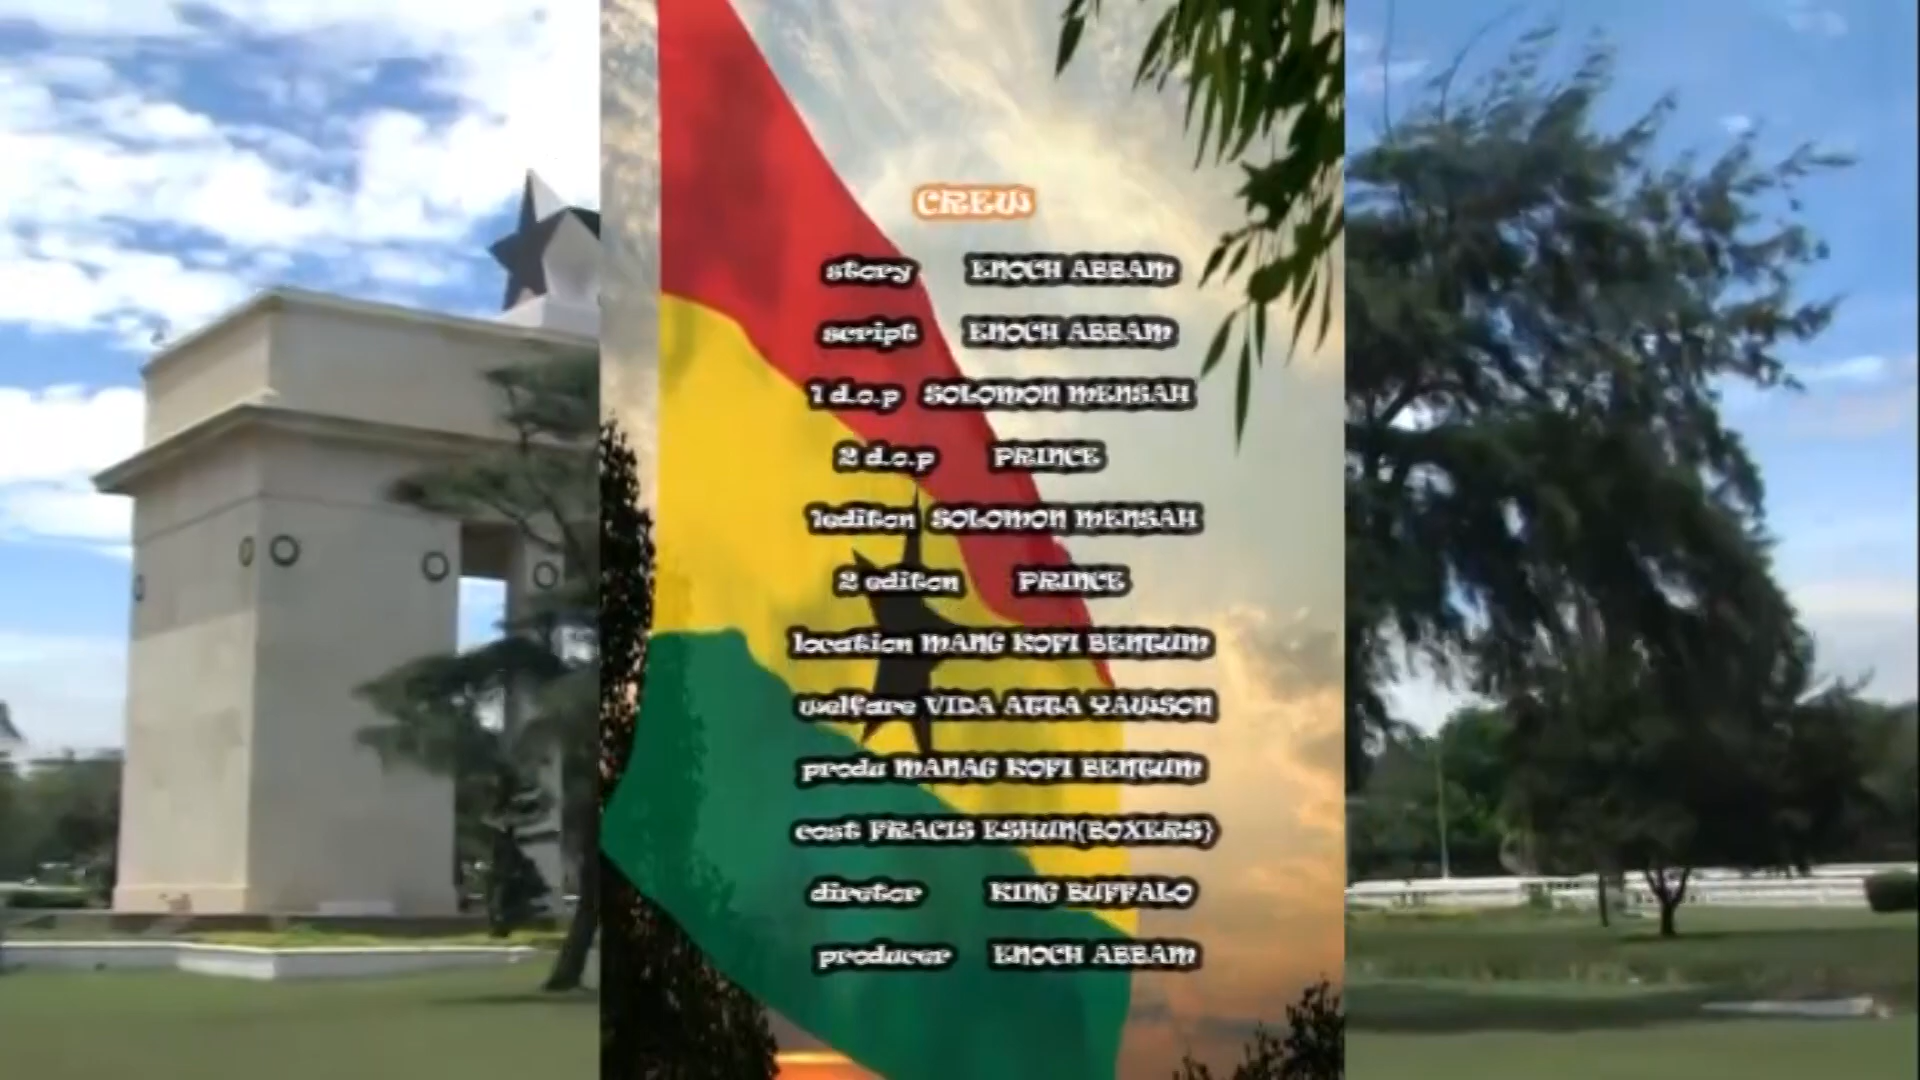 CREW
story ENOCH ABBAM
script ENOCH ABBAM
1 d.o.p SOLOMON MENSAH
2 d.o.p PRINCE
1editon SOLOMON MENSAH
2 editon PRINCE
location MANG KOFI BENTUM
welfare VIDA ATTA YAWSON
produ MANAG KOFI BENTUM
cost FRACIS ESHUN(BOXERS)
diretor KING BUFFALO
producer ENOCH ABBAM